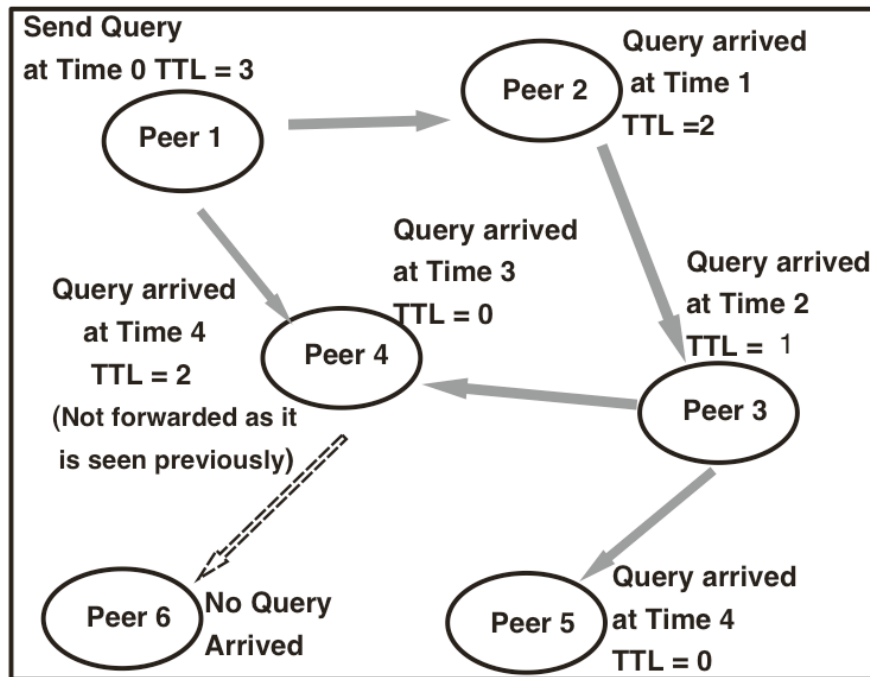 Send Query
at Time 0 TTL = 3
Peer 1
Peer 2
Query arrived
at Time 1
TTL =2
Query arrived
at Time 3
TTL = 0
Query arrived
at Time 4
TTL = 2
(Not forwarded as it
is seen previously)
Peer 4
Query arrived
at Time 2
TTL = 1
Peer 3
Peer 6
No Query
Arrived
Peer 5
Query arrived
at Time 4
TTL = 0